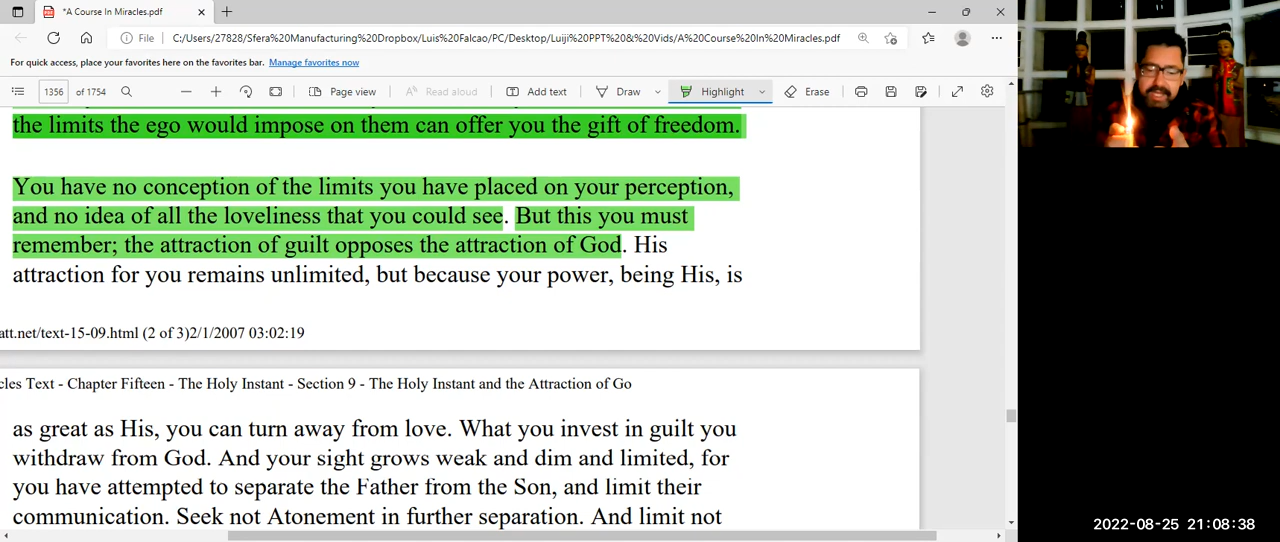 *A Course In Miracles.pdf
File C:/Users/27828/Sfera%20Manufacturing%20Dropbox/Luis%20Falcao/PC/Desktop/Luiji%20PPT%20&%20Vids/A%20Course%20In%20Miracles.pdf
For quick access, place your favorites here on the favorites bar. Manage favorites now
1356 of 1754 Page view Read aloud Add text Draw Highlight Erase
the limits the ego would impose on them can offer you the gift of freedom.
You have no conception of the limits you have placed on your perception,
and no idea of all the loveliness that you could see. But this you must
remember; the attraction of guilt opposes the attraction of God. His
attraction for you remains unlimited, but because your power, being His, is
att.net/text-15-09.html (2 of 3)2/1/2007 03:02:19
cles Text - Chapter Fifteen - The Holy Instant - Section 9 - The Holy Instant and the Attraction of Go
as great as His, you can turn away from love. What you invest in guilt you
withdraw from God. And your sight grows weak and dim and limited, for
you have attempted to separate the Father from the Son, and limit their
communication. Seek not Atonement in further separation. And limit not
2022-08-25 21:08:38